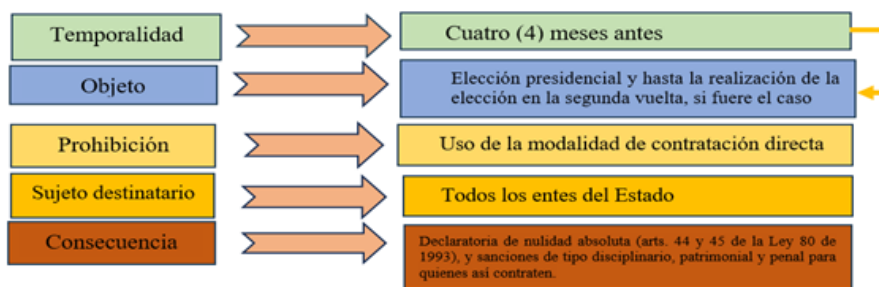 Temporalidad
Cuatro (4) meses antes
Objeto
Elección presidencial y hasta la realización de la
elección en la segunda vuelta, si fuere el caso
Prohibición
Uso de la modalidad de contratación directa
Sujeto destinatario
Todos los entes del Estado
Consecuencia
Declaratoria de nulidad absoluta (arts. 44 y 45 de la Ley 80 de
1993), y sanciones de tipo disciplinario, patrimonial y penal para
quienes así contraten.